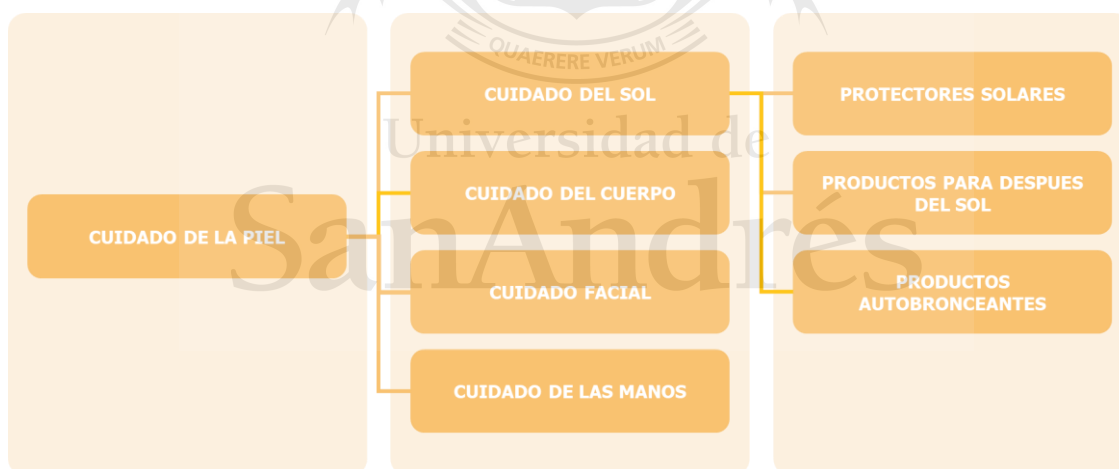 QUAERERE VERUM
CUIDADO DEL SOL
PROTECTORES SOLARES
Universidad de
CUIDADO DEL CUERPO
PRODUCTOS PARA DESPUES
DEL SOL
CUIDADO DE LA PIEL
SanAndrés
CUIDADO FACIAL
PRODUCTOS
AUTOBRONCEANTES
CUIDADO DE LAS MANOS